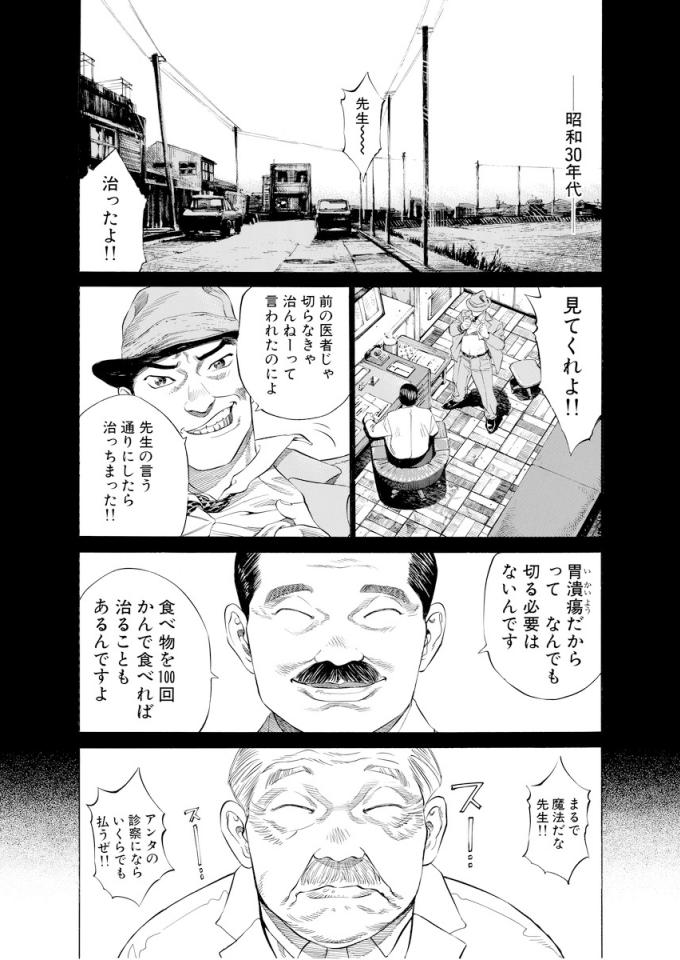 ――昭和30年代――
先生～～～
治ったよ!!
見てくれよ!!
前の医者じゃ
切らなきゃ
治んねーって
言われたのによ
先生の言う
通りにしたら
治っちまった!!
胃潰瘍だから
いかいよう
って なんでも
切る必要は
ないんです
食べ物を100回
かんで食べれば
治ることも
あるんですよ
まるで
魔法だな
先生!!
スー…
アンタの
診察になら
いくらでも
払うぜ!!
スー…